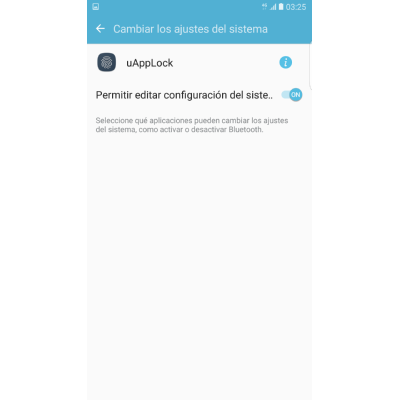 03:25
Cambiar los ajustes del sistema
uAppLock
Permitir editar configuración del siste..
ON
Seleccione qué aplicaciones pueden cambiar los ajustes
del sistema, como activar o desactivar Bluetooth.